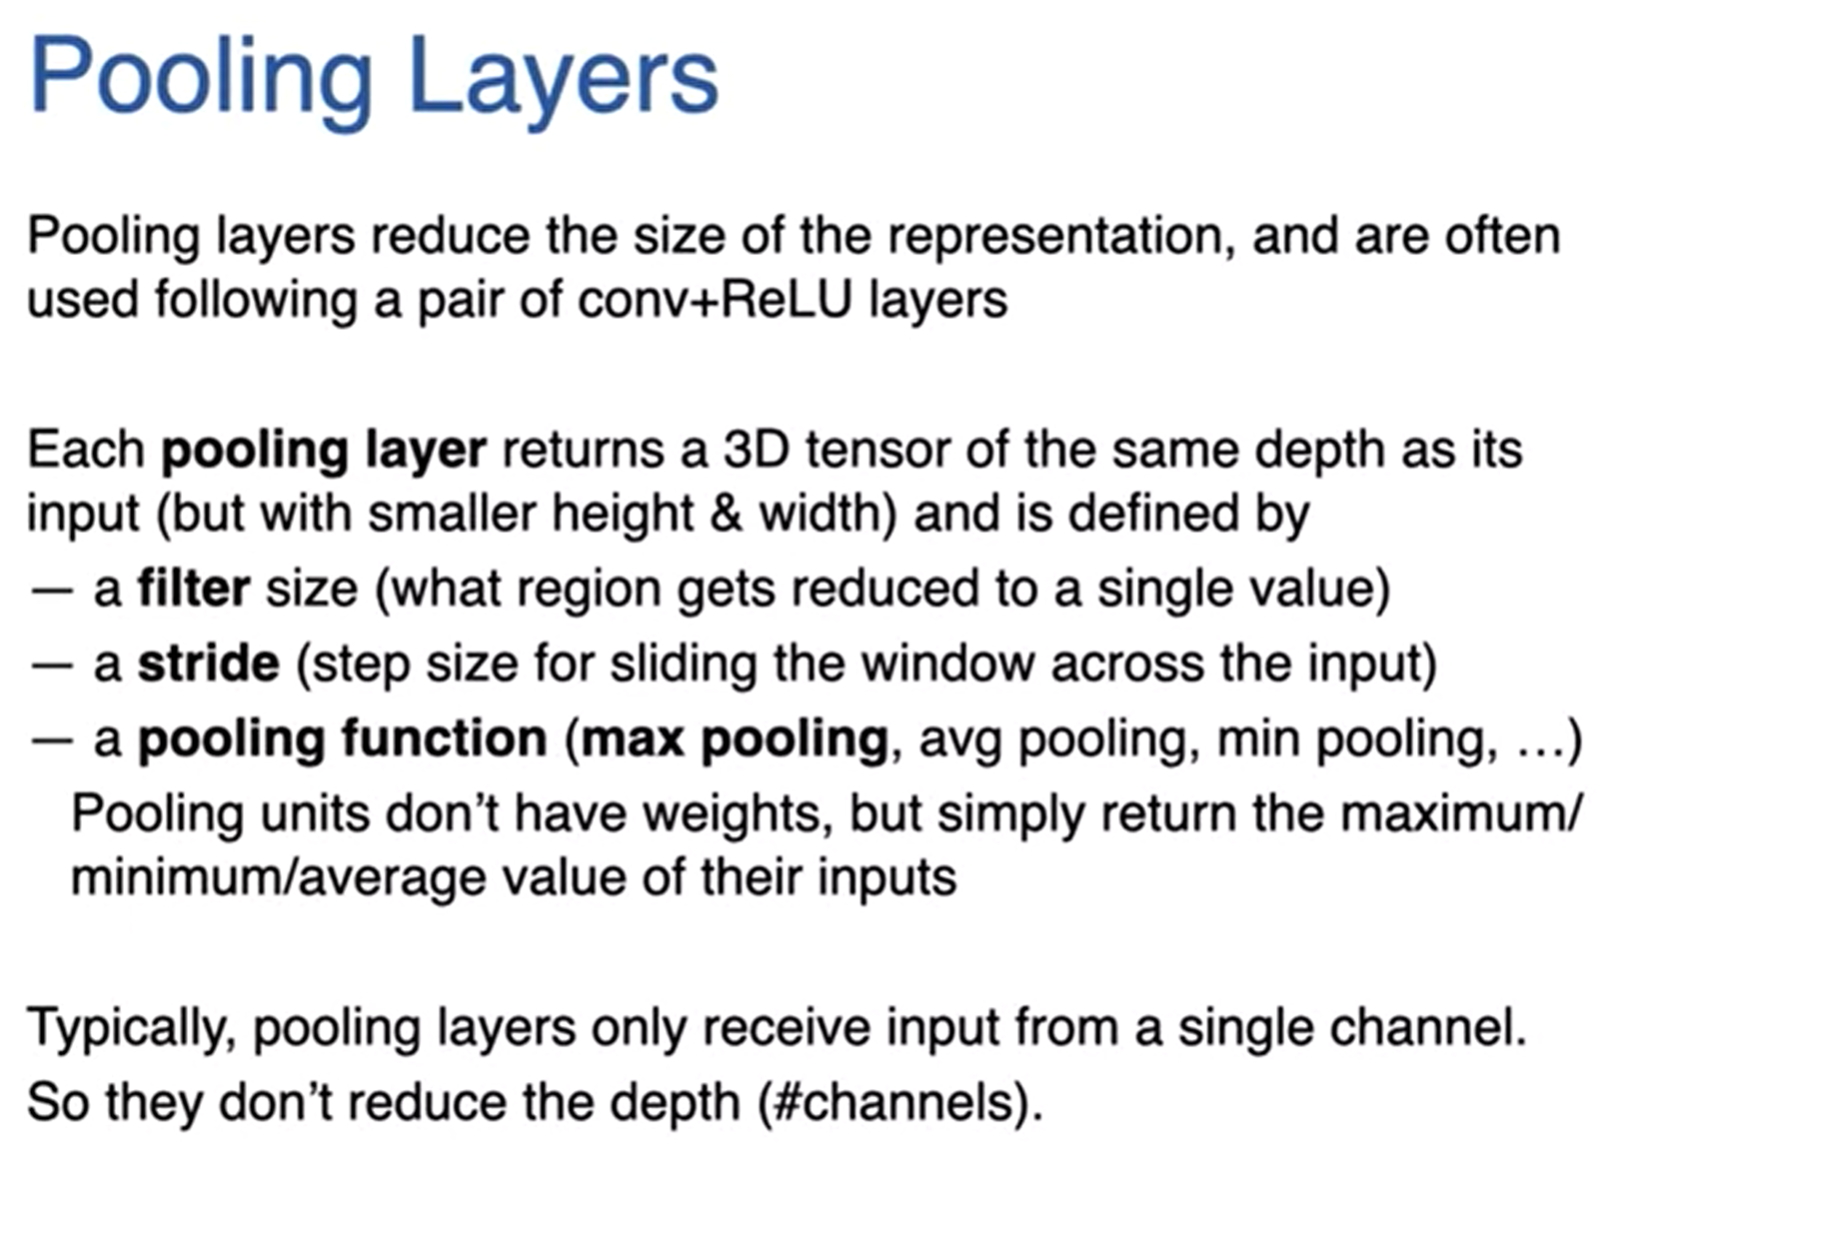 Pooling Layers
Pooling layers reduce the size of the representation, and are often
used following a pair of conv+ReLU layers
Each pooling layer returns a 3D tensor of the same depth as its
input (but with smaller height & width) and is defined by
— a filter size (what region gets reduced to a single value)
— a stride (step size for sliding the window across the input)
— a pooling function (max pooling, avg pooling, min pooling, …)
Pooling units don’t have weights, but simply return the maximum/
minimum/average value of their inputs
Typically, pooling layers only receive input from a single channel.
So they don’t reduce the depth (#channels).